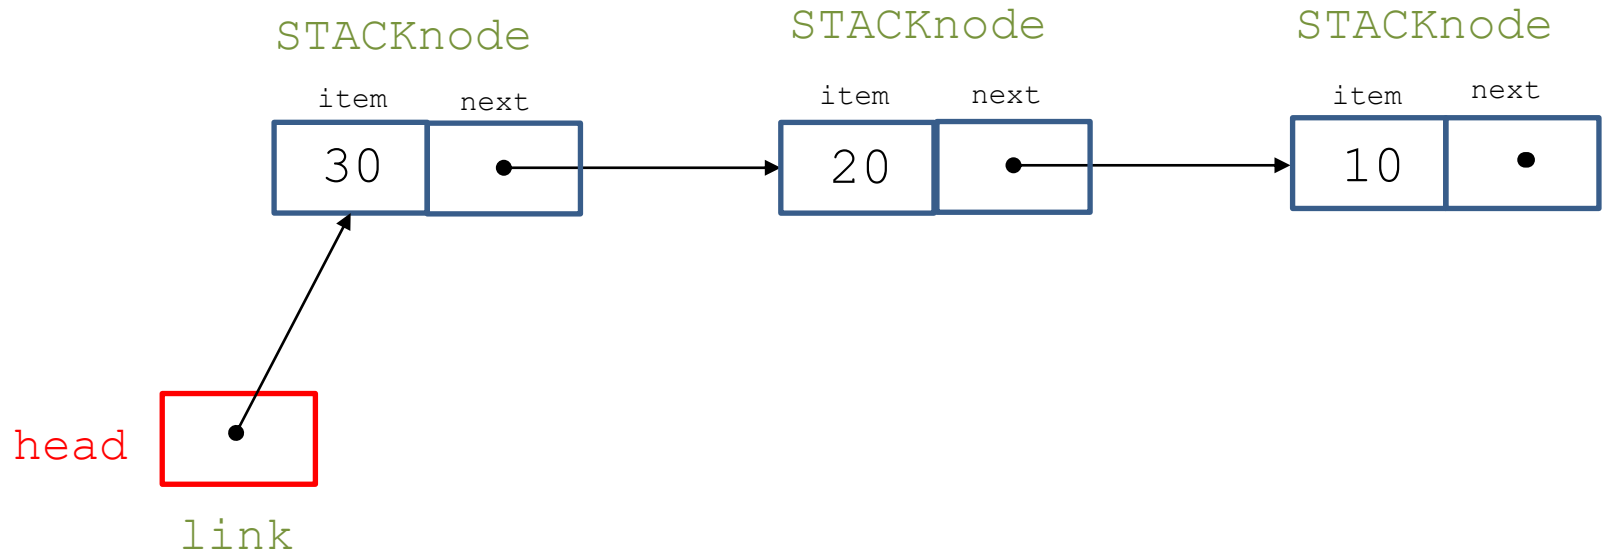 STACKnode STACKnode STACKnode
item next item next item next
30 20 10
head
link